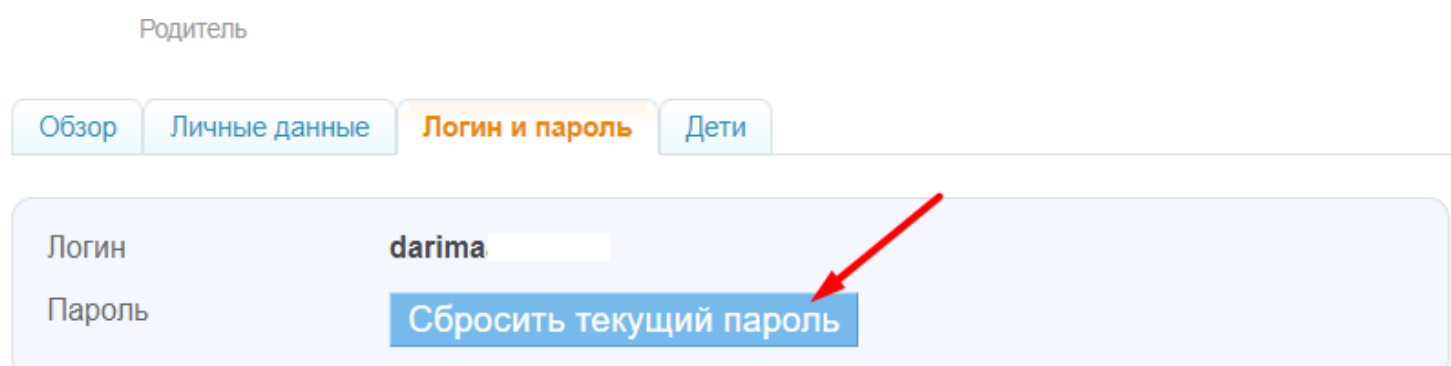 Родитель
Обзор Личные данные Логин и пароль Дети
Логин darima
Пароль Сбросить текущий пароль